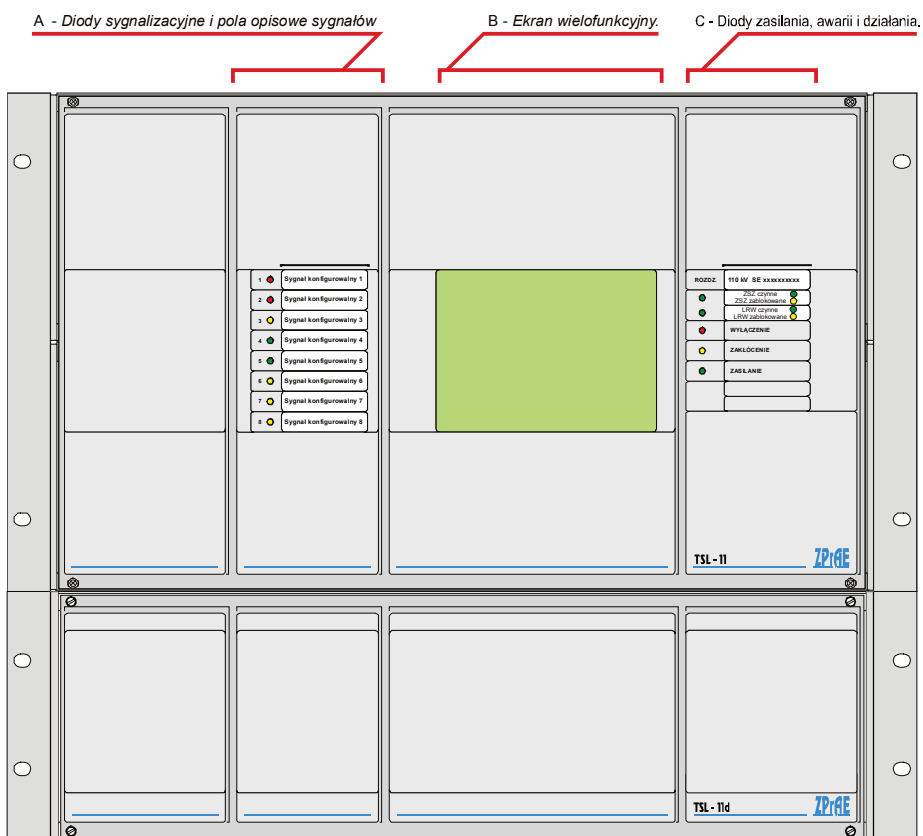 A - Diody sygnalizacyjne i pola opisowe sygnałów
B - Ekran wielofunkcyjny.
C - Diody zasilania, awarii i działania.
1 Sygnał konfigurowalny 1
2 Sygnał konfigurowalny 2
3 Sygnał konfigurowalny 3
4 Sygnał konfigurowalny 4
5 Sygnał konfigurowalny 5
6 Sygnał konfigurowalny 6
7 Sygnał konfigurowalny 7
8 Sygnał konfigurowalny 8
ROZDZ. 110 kV SE xxxxxxxxxx
ZSZ czynne
ZSZ zablokowane
LRW czynne
LRW zablokowane
WYŁĄCZENIE
ZAKŁÓCENIE
ZASILANIE
TSL - 11 ZPrAE
TSL - 11d ZPrAE